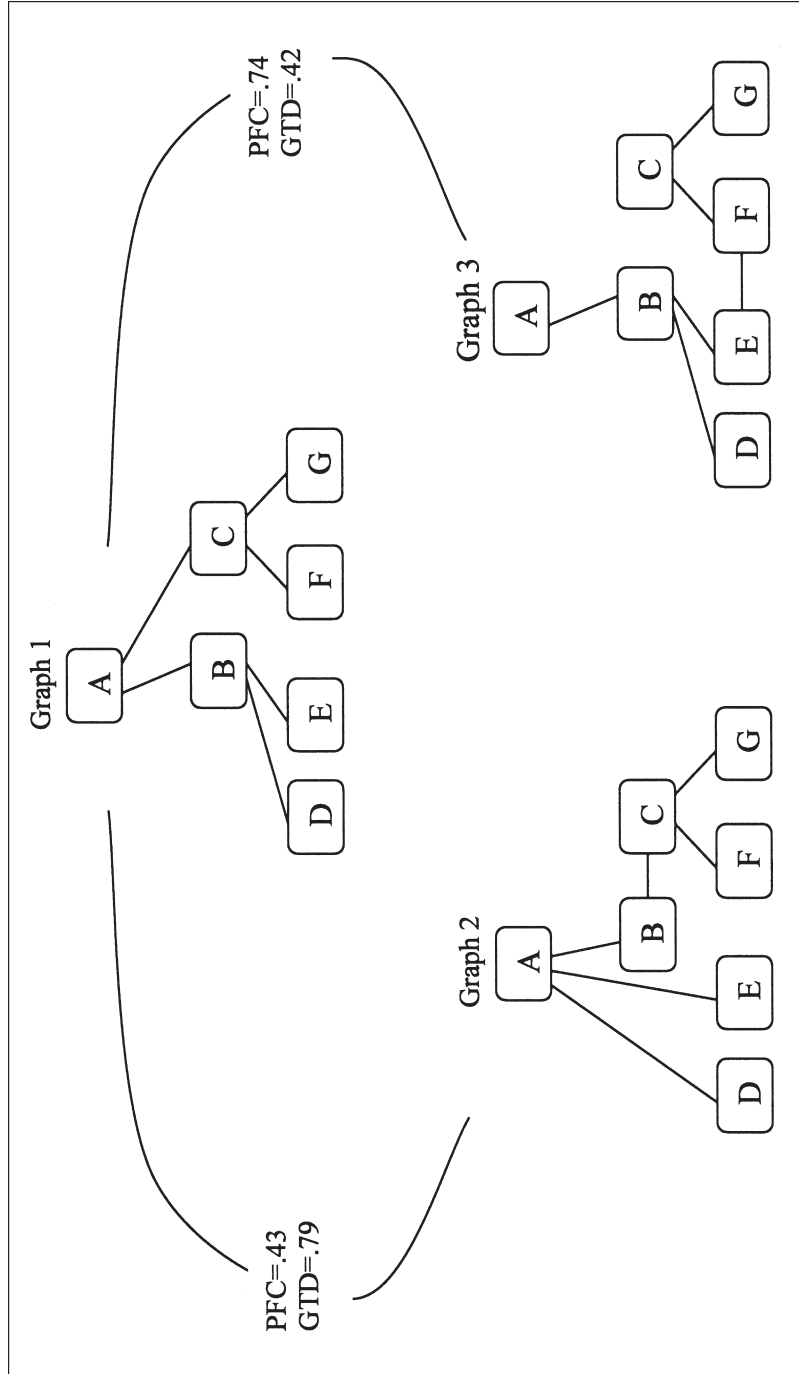 Graph 1
A
B C
D E F G
PFC=.43
GTD=.79
PFC=.74
GTD=.42
Graph 2
A
B C
D E F G
Graph 3
A
B C
D E F G